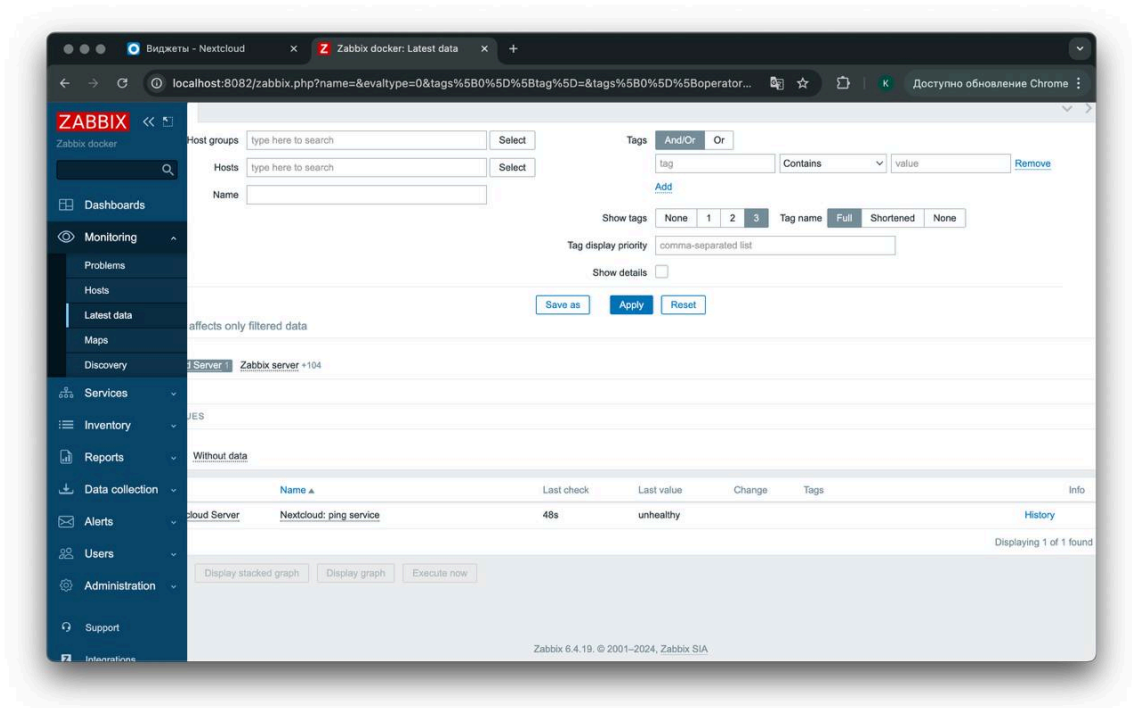 Виджеты - Nextcloud
Z Zabbix docker: Latest data
localhost:8082/zabbix.php?name=&evaltype=0&tags%5B0%5D%5Btag%5D=&tags%5B0%5D%5Boperator...
K
Доступно обновление Chrome
ZABBIX
Zabbix docker
Host groups type here to search Select Tags And/Or Or
Hosts type here to search Select tag Contains value Remove
Name Add
Show tags None 1 2 3 Tag name Full Shortened None
Tag display priority comma-separated list
Show details
Save as Apply Reset
affects only filtered data
d Server 1 Zabbix server +104
UES
Without data
Name Last check Last value Change Tags Info
cloud Server Nextcloud: ping service 48s unhealthy History
Displaying 1 of 1 found
Display stacked graph Display graph Execute now
Dashboards
Monitoring
Problems
Hosts
Latest data
Maps
Discovery
Services
Inventory
Reports
Data collection
Alerts
Users
Administration
Support
Integrations
Zabbix 6.4.19. © 2001–2024, Zabbix SIA